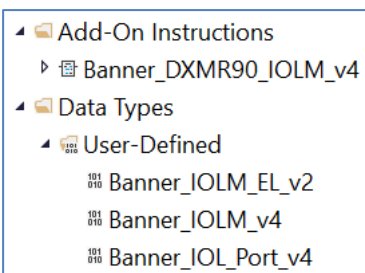 Add-On Instructions
Banner_DXMR90_IOLM_v4
Data Types
User-Defined
Banner_IOLM_EL_v2
Banner_IOLM_v4
Banner_IOL_Port_v4